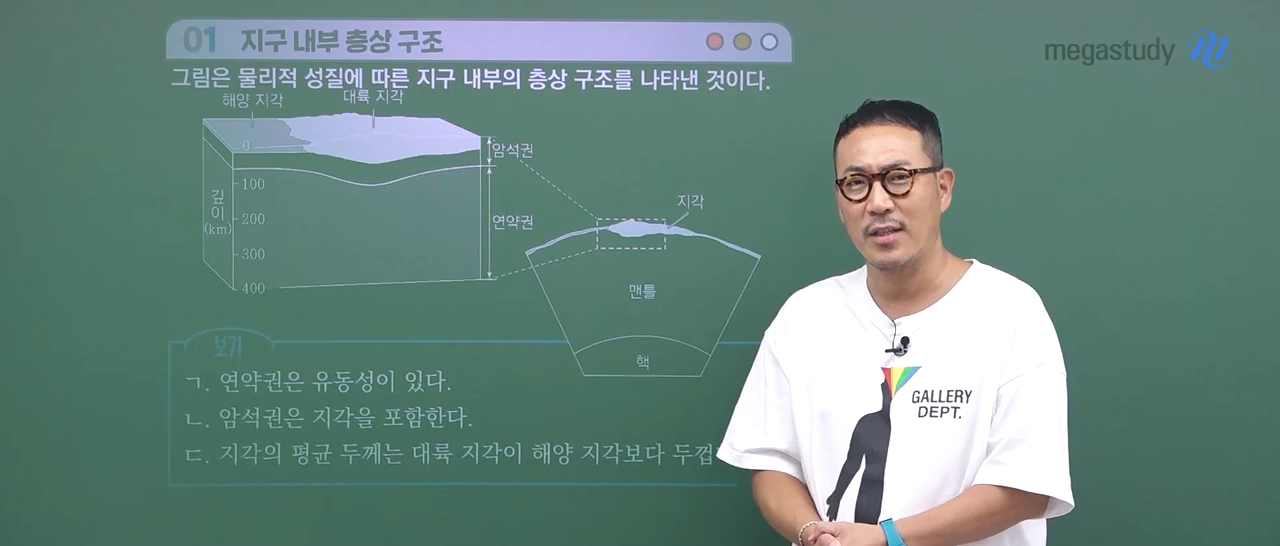 01 지구 내부 층상 구조
megastudy
그림은 물리적 성질에 따른 지구 내부의 층상 구조를 나타낸 것이다.
해양 지각
대륙 지각
0
암석권
100
깊이
(km)
200
연약권
300
400
지각
맨틀
핵
보기
ㄱ. 연약권은 유동성이 있다.
ㄴ. 암석권은 지각을 포함한다.
ㄷ. 지각의 평균 두께는 대륙 지각이 해양 지각보다 두껍
GALLERY
DEPT.